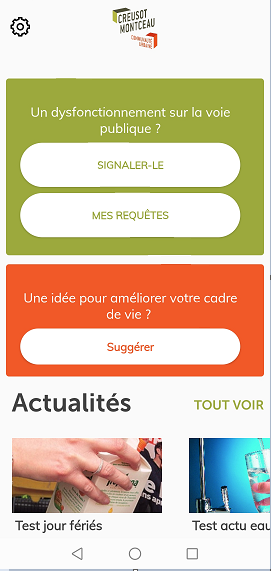 CREUSOT
MONTCEAU
COMMUNAUTÉ
URBAINE
Un dysfonctionnement sur la voie
publique ?
SIGNALER-LE
MES REQUÊTES
Une idée pour améliorer votre cadre
de vie ?
Suggérer
Actualités
TOUT VOIR
Test jour fériés
Test actu eau